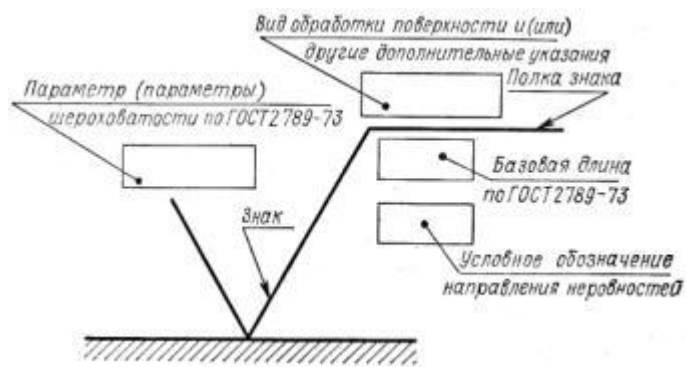 Вид обработки поверхности и (или)
другие дополнительные указания
Полка знака
Параметр (параметры)
шероховатости по ГОСТ 2789-73
Базовая длина
по ГОСТ 2789-73
Знак
Условное обозначение
направления неровностей